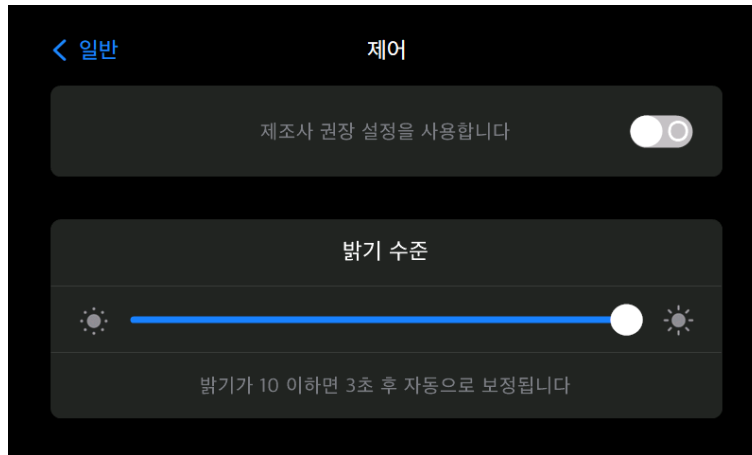 일반
제어
제조사 권장 설정을 사용합니다
밝기 수준
밝기가 10 이하면 3초 후 자동으로 보정됩니다